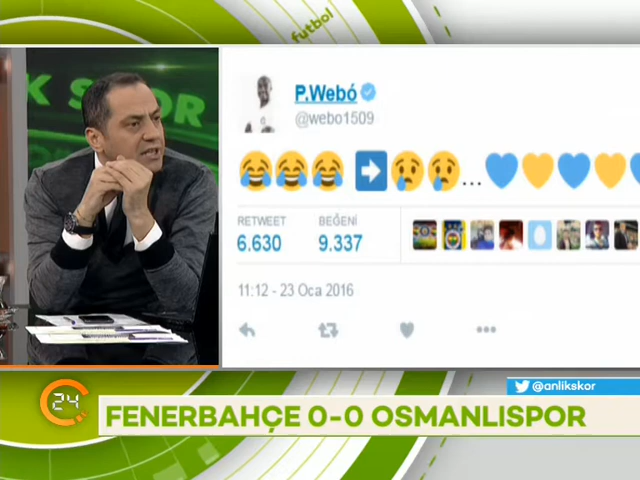 futbol
K SPOR
P.Webó
@webo1509
...
RETWEET
BEĞENİ
6.630
9.337
11:12 - 23 Oca 2016
@anlikskor
24
FENERBAHÇE 0-0 OSMANLISPOR